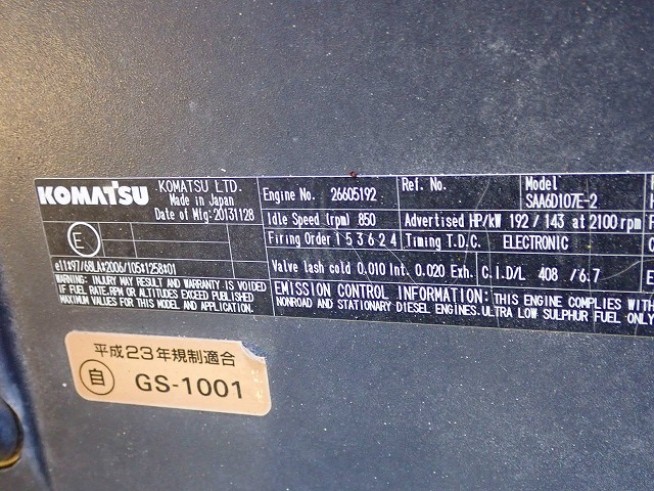 KOMATSU
KOMATSU LTD.
Made in Japan
Date of Mfg:20131128
Engine No. 26605192
Ref. No.
Model
SAA6D107E-2
Idle Speed (rpm) 850
Advertised HP/kW 192 / 143 at 2100 rpm
Firing Order 1 5 3 6 2 4
Timing T.D.C. ELECTRONIC
Valve lash cold 0.010 Int. 0.020 Exh.
C.I.D/L 408 / 6.7
E
E
e11*97/68LA*2006/105*1258*01
WARNING: INJURY MAY RESULT AND WARRANTY IS VOIDED
IF FUEL RATE.RPM OR ALTITUDES EXCEED PUBLISHED
MAXIMUM VALUES FOR THIS MODEL AND APPLICATION.
EMISSION CONTROL INFORMATION: THIS ENGINE COMPLIES WITH
NONROAD AND STATIONARY DIESEL ENGINES. ULTRA LOW SULPHUR FUEL ONLY
平成23年規制適合
自 GS-1001